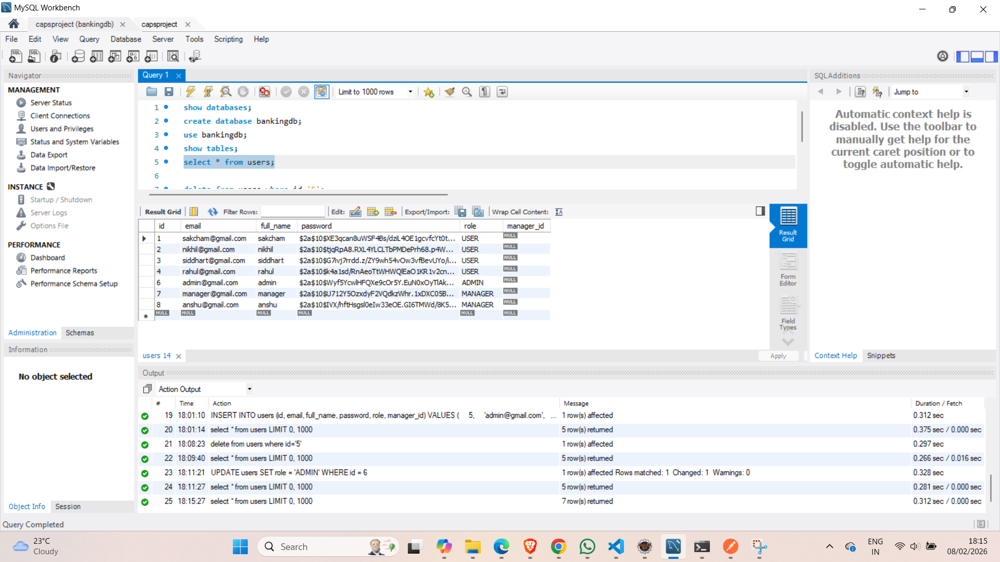 MySQL Workbench
capsproject (bankingdb)
capsproject
File Edit View Query Database Server Tools Scripting Help
Navigator
MANAGEMENT
Server Status
Client Connections
Users and Privileges
Status and System Variables
Data Export
Data Import/Restore
INSTANCE
Startup / Shutdown
Server Logs
Options File
PERFORMANCE
Dashboard
Performance Reports
Performance Schema Setup
Administration Schemas
Information
No object selected
Object Info Session
Query 1
Limit to 1000 rows
1 show databases;
2 create database bankingdb;
3 use bankingdb;
4 show tables;
5 select * from users;
6
7 delete from users where id='5';
Result Grid Filter Rows: Edit: Export/Import: Wrap Cell Content:
id email full_name password role manager_id
1 sakcham@gmail.com sakcham $2a$10$XE3qcan8uWSF4Bs/dziL4OE1gcvfcYt0t... USER NULL
2 nikhil@gmail.com nikhil $2a$10$tjqRpA8.RXL4YLCLTbPMDePrh68.p4W... USER NULL
3 siddhart@gmail.com siddhart $2a$10$G7ivj7rrdd.z/ZY9wh54vOw3vfBevUYo/i... USER NULL
4 rahul@gmail.com rahul $2a$10$k4a1sd/RnAeoTtWHWQlEaO1KR1v2cn... USER NULL
6 admin@gmail.com admin $2a$10$Wyf5YcwlHFQXe9cOr5Y.EuN0xOyTlAk... ADMIN NULL
7 manager@gmail.com manager $2a$10$U712Y5OzxdyF2VQdkzWhr.1xDXC05B... MANAGER NULL
8 anshu@gmail.com anshu $2a$10$IVX/hftHsgsl0eIw33eOE.GI6TMWd/8K5... MANAGER NULL
NULL NULL NULL NULL NULL NULL
Result Grid
Form Editor
Field Types
users 14
Apply
SQLAdditions
Jump to
Automatic context help is
disabled. Use the toolbar to
manually get help for the
current caret position or to
toggle automatic help.
Context Help Snippets
Output
Action Output
# Time Action Message Duration / Fetch
19 18:01:10 INSERT INTO users (id, email, full_name, password, role, manager_id) VALUES ( 5, 'admin@gmail.com', ... 1 row(s) affected 0.312 sec
20 18:01:14 select * from users LIMIT 0, 1000 5 row(s) returned 0.375 sec / 0.000 sec
21 18:08:23 delete from users where id='5' 1 row(s) affected 0.297 sec
22 18:09:40 select * from users LIMIT 0, 1000 5 row(s) returned 0.266 sec / 0.016 sec
23 18:11:21 UPDATE users SET role = 'ADMIN' WHERE id = 6 1 row(s) affected Rows matched: 1 Changed: 1 Warnings: 0 0.328 sec
24 18:11:27 select * from users LIMIT 0, 1000 5 row(s) returned 0.281 sec / 0.000 sec
25 18:15:27 select * from users LIMIT 0, 1000 7 row(s) returned 0.312 sec / 0.000 sec
Query Completed
23°C
Cloudy
Search
ENG
IN
18:15
08/02/2026